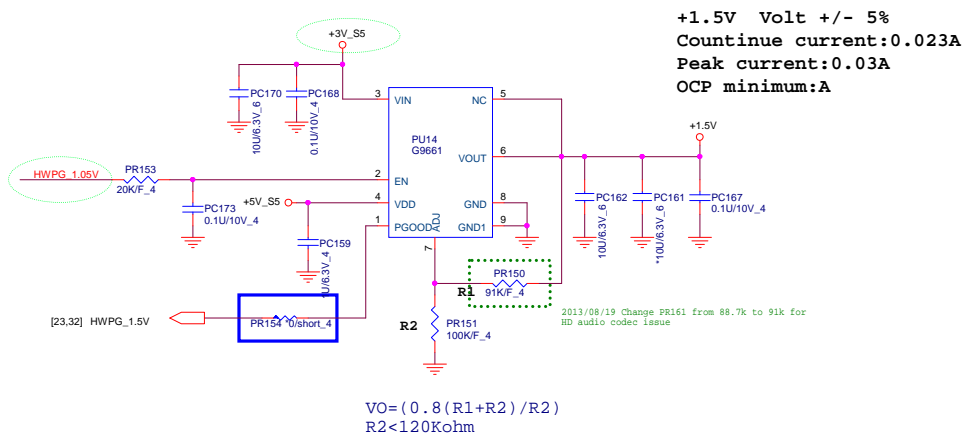 +1.5V Volt +/- 5%
Countinue current:0.023A
Peak current:0.03A
OCP minimum:A
+3V_S5
PC170
10U/6.3V_6
PC168
0.1U/10V_4
3
VIN
NC
5
PU14
G9661
+1.5V
VOUT
6
HWPG_1.05V
PR153
20K/F_4
2
EN
PC173
0.1U/10V_4
+5V_S5
4
VDD
GND
8
1
PGOOD
ADJ
GND1
9
7
PC159
1U/6.3V_4
PC162
10U/6.3V_6
PC161
*10U/6.3V_6
PC167
0.1U/10V_4
R1
PR150
91K/F_4
[23,32] HWPG_1.5V
PR154 *0/short_4
R2
PR151
100K/F_4
2013/08/19 Change PR161 from 88.7k to 91k for
HD audio codec issue
VO=(0.8(R1+R2)/R2)
R2<120Kohm